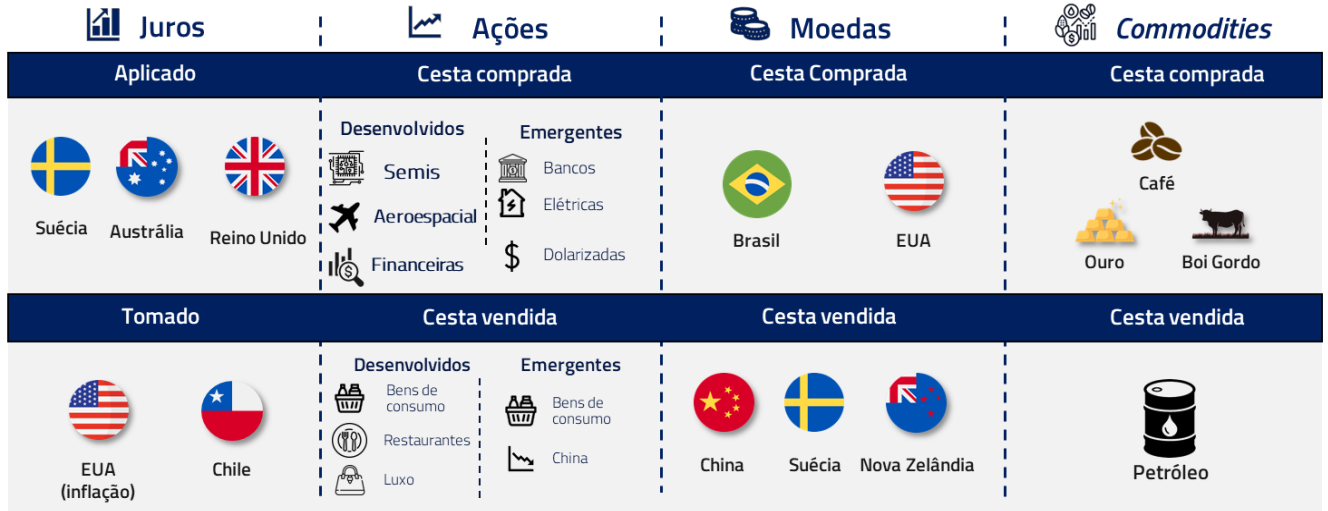 Juros
Ações
Moedas
Commodities
Aplicado
Cesta comprada
Cesta Comprada
Cesta comprada
Suécia
Austrália
Reino Unido
Desenvolvidos
Semis
Aeroespacial
Financeiras
Emergentes
Bancos
Elétricas
Dolarizadas
Brasil
EUA
Café
Ouro
Boi Gordo
Tomado
Cesta vendida
Cesta vendida
Cesta vendida
EUA
(inflação)
Chile
Desenvolvidos
Bens de
consumo
Restaurantes
Luxo
Emergentes
Bens de
consumo
China
China
Suécia
Nova Zelândia
Petróleo